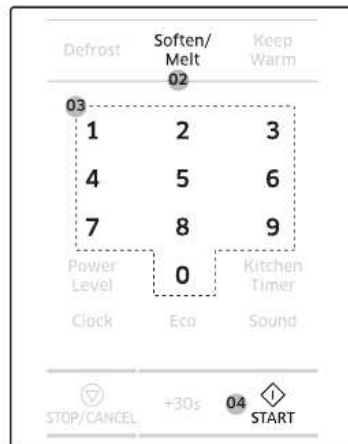 Defrost Soften/ Keep
Melt Warm
02
03
1 2 3
4 5 6
7 8 9
Power 0 Kitchen
Level Timer
Clock Eco Sound
STOP/CANCEL +30s 04 START